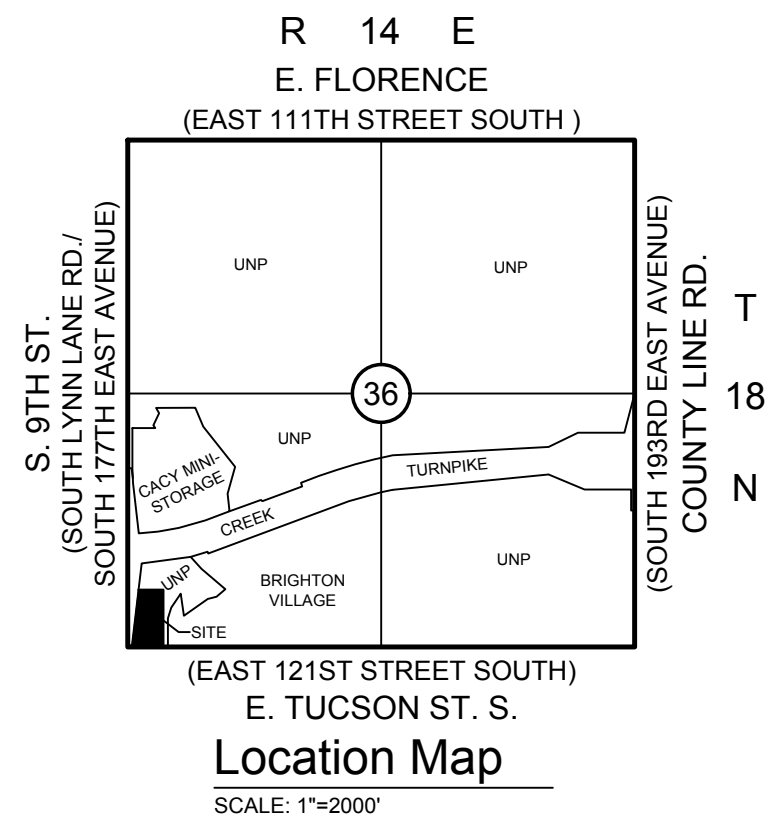 R 14 E
E. FLORENCE
(EAST 111TH STREET SOUTH )
S. 9TH ST.
(SOUTH LYNN LANE RD./
SOUTH 177TH EAST AVENUE)
UNP
UNP
(SOUTH 193RD EAST AVENUE)
COUNTY LINE RD.
T
18
N
36
UNP
CACY MINI-
STORAGE
TURNPIKE
CREEK
UNP
UNP
BRIGHTON
VILLAGE
SITE
(EAST 121ST STREET SOUTH)
E. TUCSON ST. S.
Location Map
SCALE: 1"=2000'